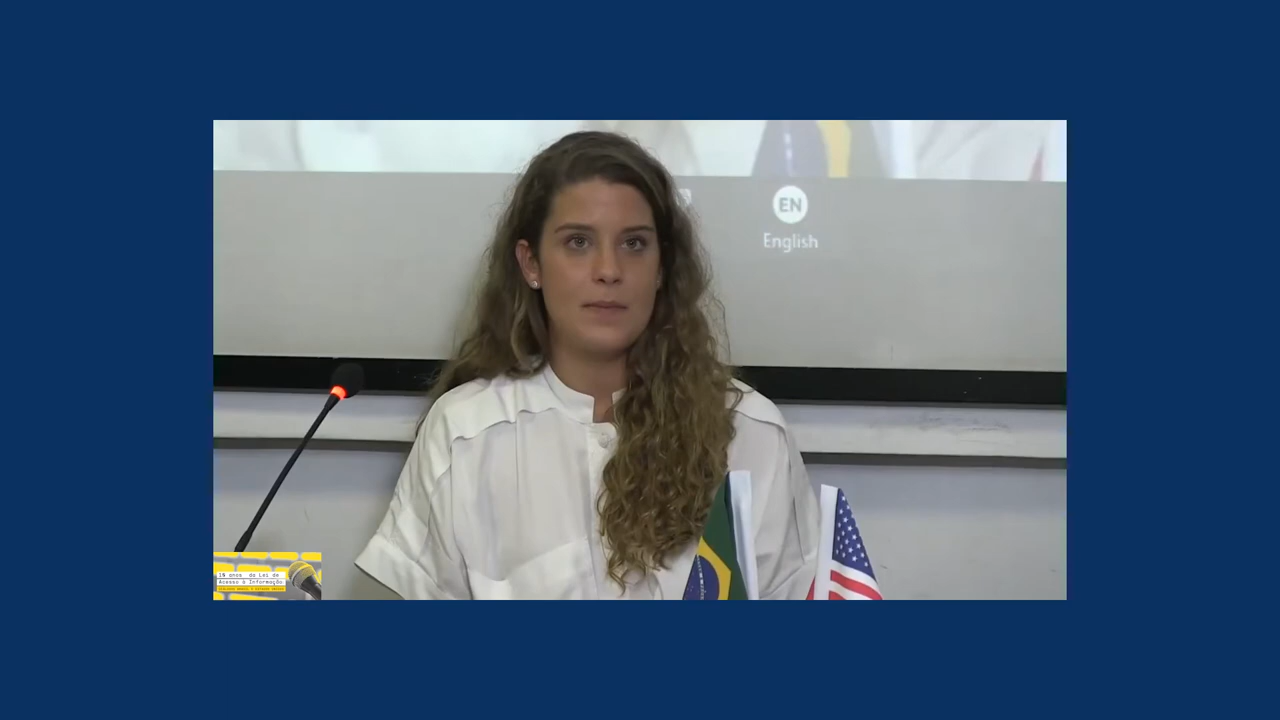 EN
English
10 anos da Lei de
Acesso à Informação